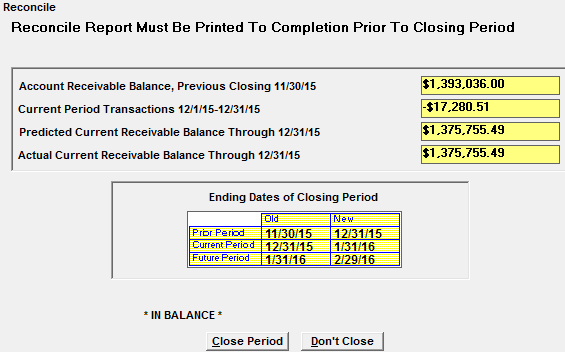 Reconcile
Reconcile Report Must Be Printed To Completion Prior To Closing Period
Account Receivable Balance, Previous Closing 11/30/15 $1,393,036.00
Current Period Transactions 12/1/15-12/31/15 -$17,280.51
Predicted Current Receivable Balance Through 12/31/15 $1,375,755.49
Actual Current Receivable Balance Through 12/31/15 $1,375,755.49
Ending Dates of Closing Period
Old New
Prior Period 11/30/15 12/31/15
Current Period 12/31/15 1/31/16
Future Period 1/31/16 2/29/16
* IN BALANCE *
Close Period Don't Close